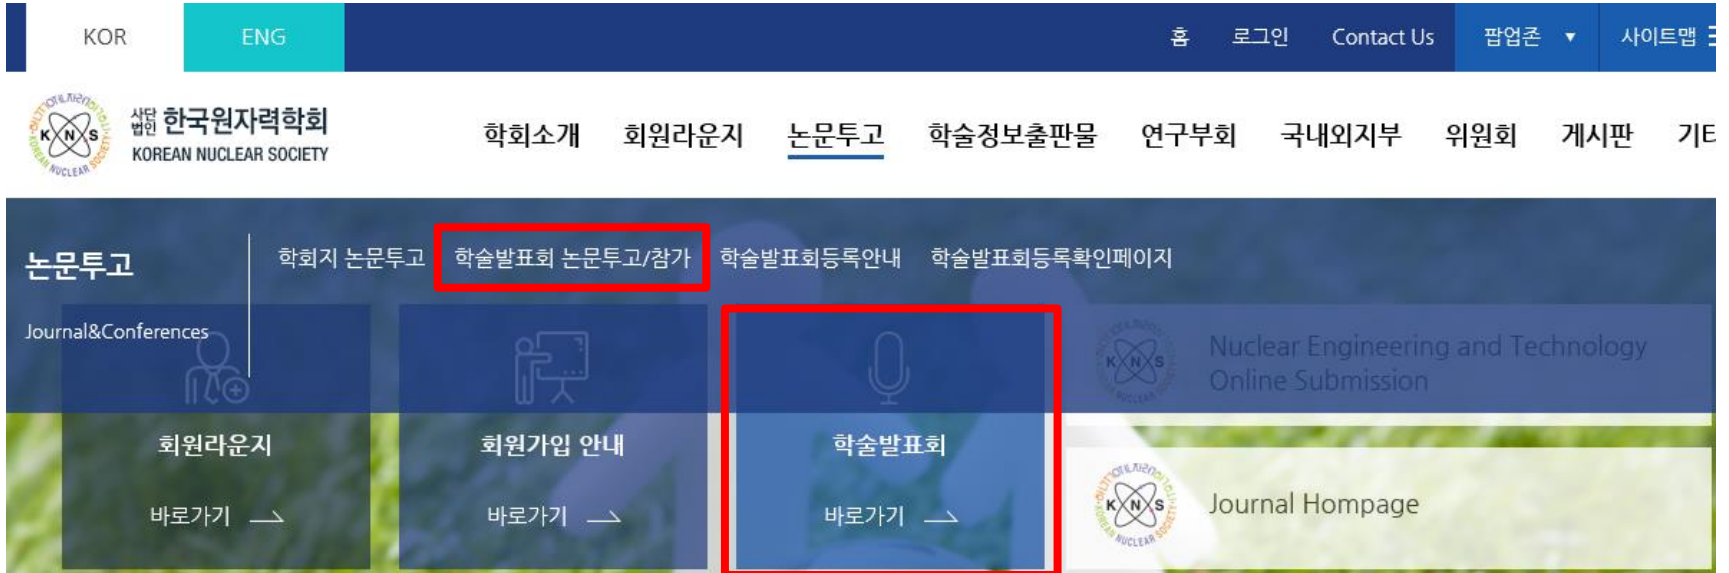 KOR ENG 홈 로그인 Contact Us 팝업존 ▼ 사이트맵
사단법인 한국원자력학회
KOREAN NUCLEAR SOCIETY
KNS
KOREAN NUCLEAR SOCIETY
학회소개 회원라운지 논문투고 학술정보출판물 연구부회 국내외지부 위원회 게시판
논문투고
Journal&Conferences
학회지 논문투고 학술발표회 논문투고/참가 학술발표회등록안내 학술발표회등록확인페이지
회원라운지
바로가기
회원가입 안내
바로가기
학술발표회
바로가기
KNS
Nuclear Engineering and Technology
Online Submission
KNS
Journal Hompage